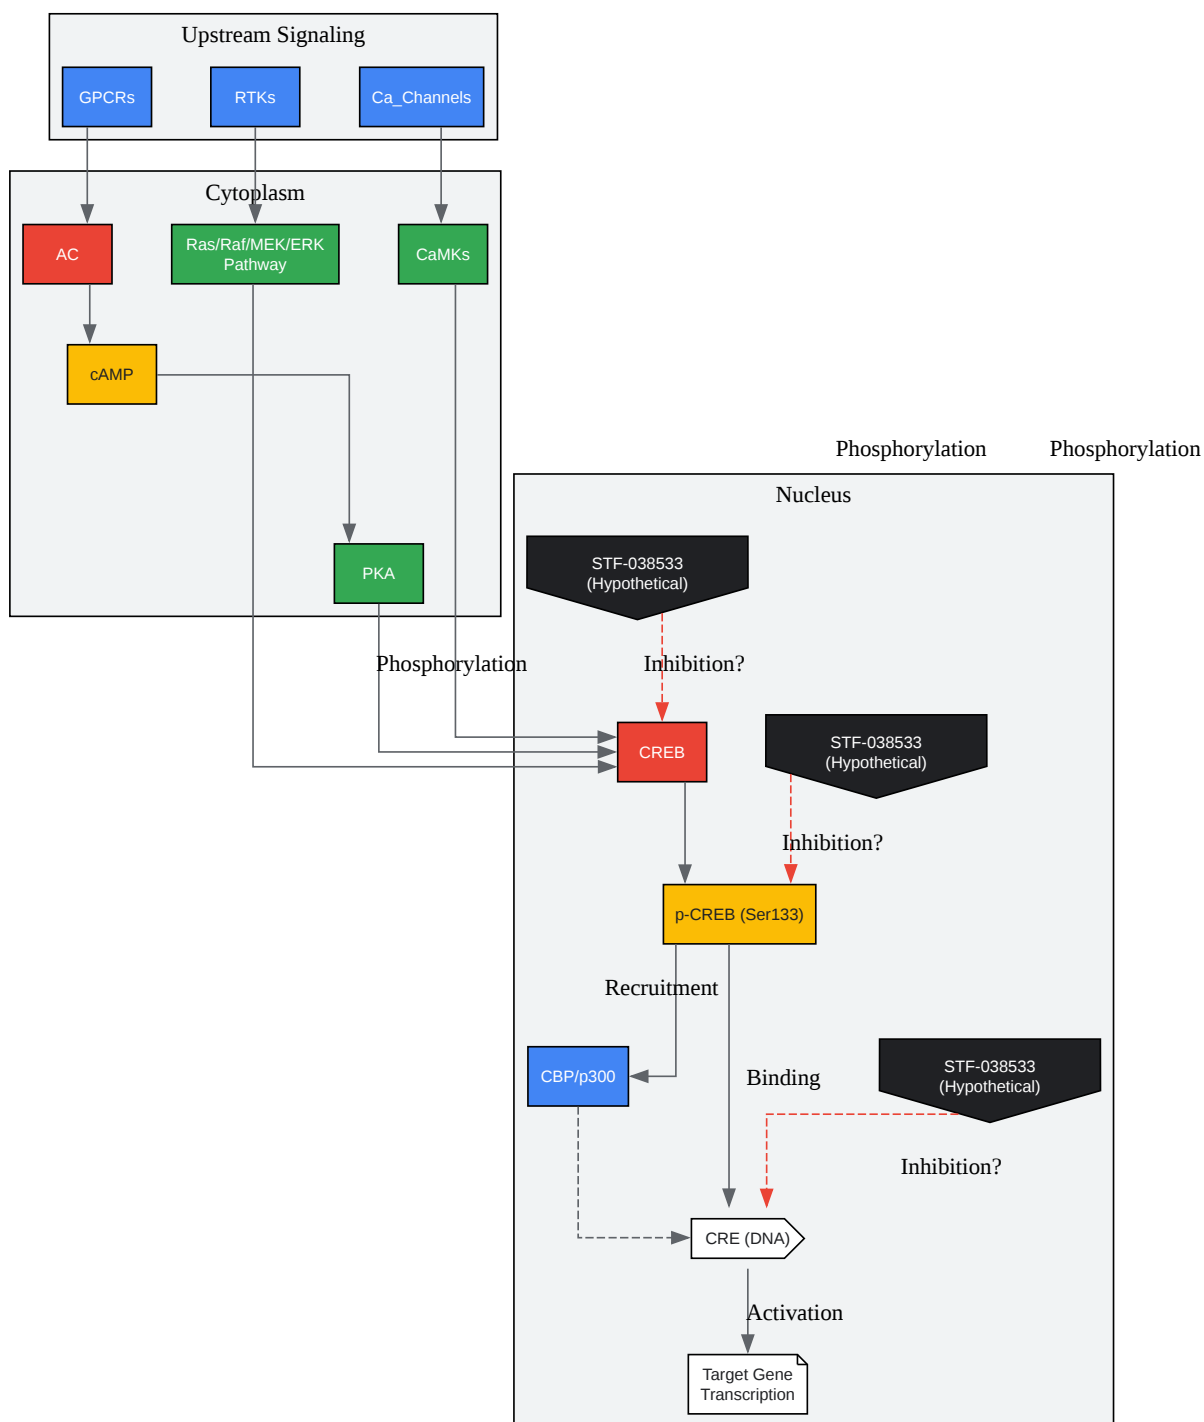 Upstream Signaling
GPCRs
RTKs
Ca_Channels
Cytoplasm
AC
Ras/Raf/MEK/ERK
Pathway
CaMKs
cAMP
Phosphorylation
Phosphorylation
Nucleus
STF-038533
(Hypothetical)
PKA
Phosphorylation
Inhibition?
CREB
STF-038533
(Hypothetical)
Inhibition?
p-CREB (Ser133)
Recruitment
CBP/p300
Binding
STF-038533
(Hypothetical)
Inhibition?
CRE (DNA)
Activation
Target Gene
Transcription